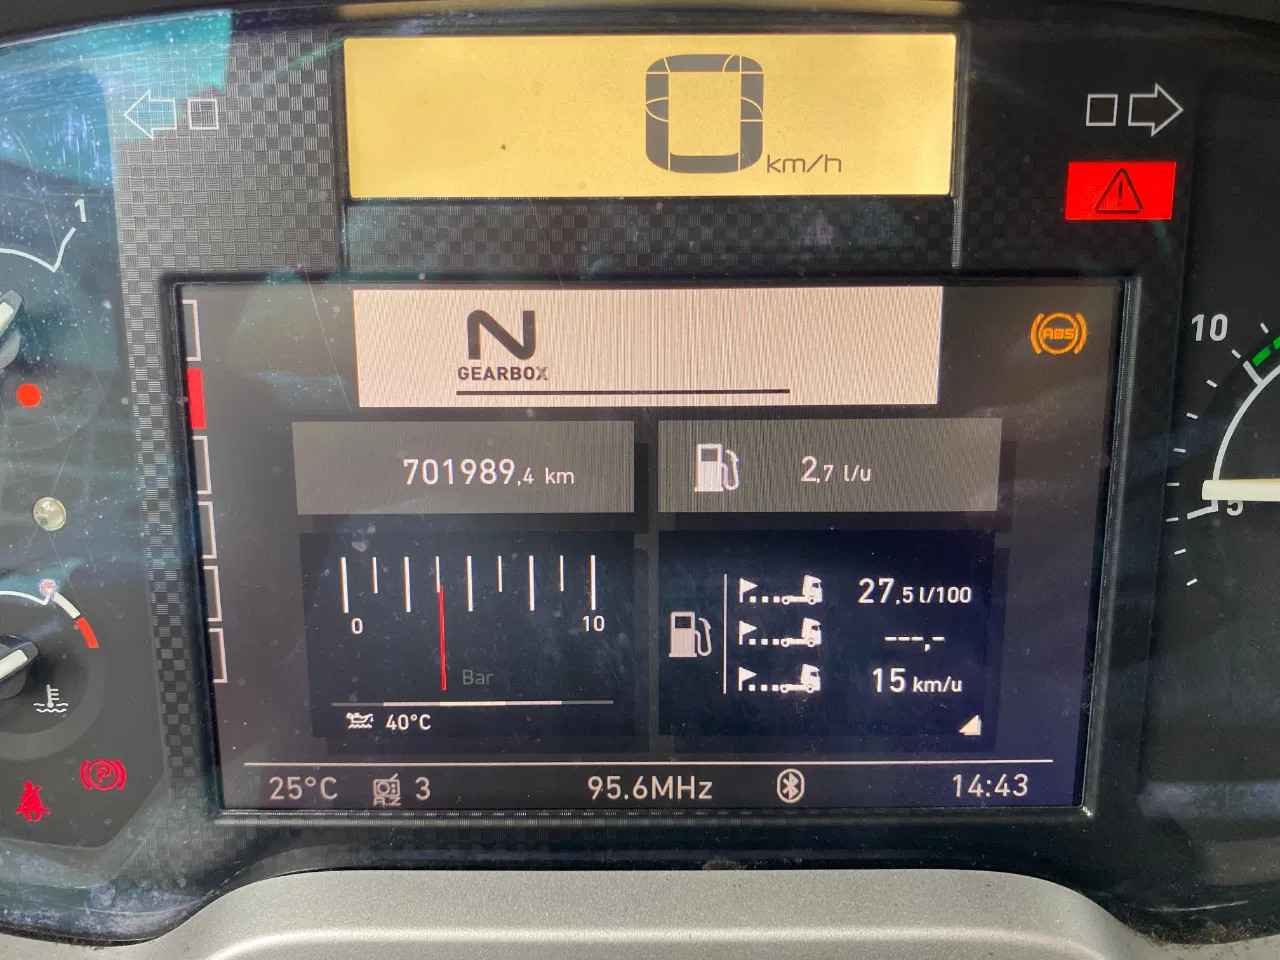 0 km/h
1
N
GEARBOX
ABS
10
701989,4 km
2,7 l/u
5
0
10
Bar
40°C
27,5 l/100
---,-
15 km/u
P
25°C
A..Z
3
95.6MHz
14:43